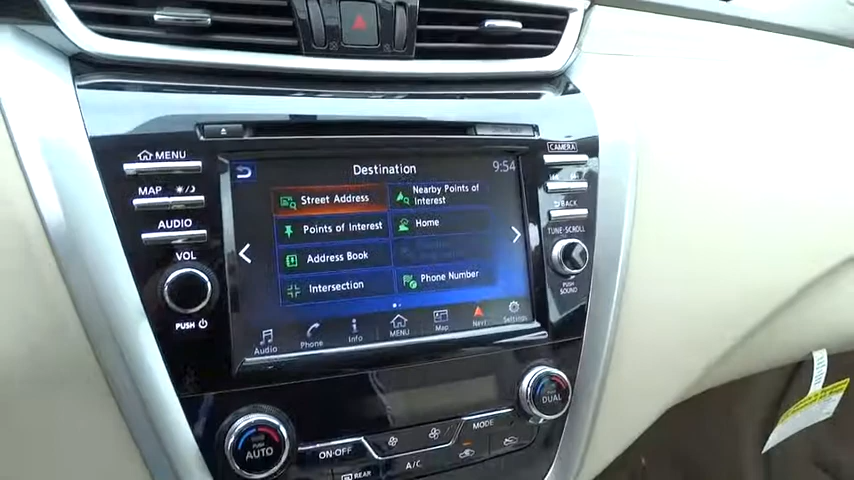 CAMERA
MENU
MAP
AUDIO
VOL
PUSH
BACK
TUNE·SCROLL
PUSH SOUND
Destination
9:54
Street Address
Nearby Points of
Interest
Points of Interest
Home
Address Book
Intersection
Phone Number
Audio
Phone
Info
MENU
Map
Navi
Settings
PUSH
AUTO
ON·OFF
MODE
DUAL
A/C
REAR